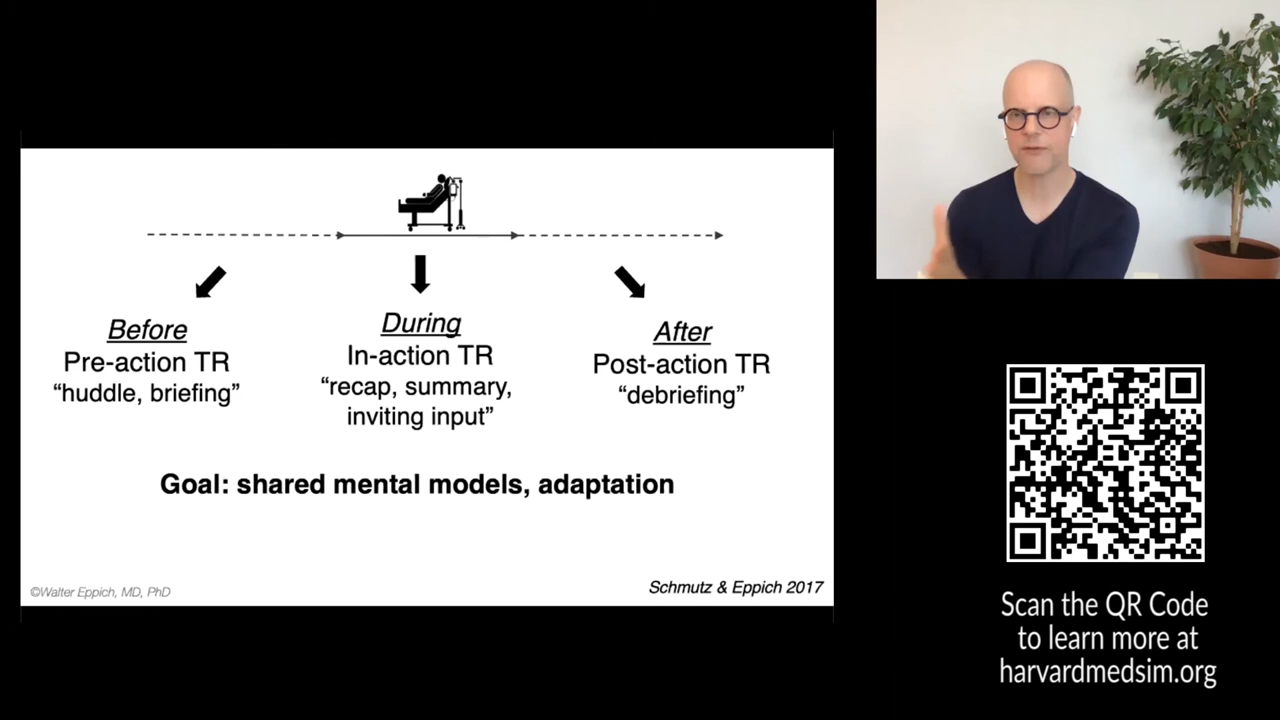 Before
Pre-action TR
“huddle, briefing”
During
In-action TR
“recap, summary,
inviting input”
After
Post-action TR
“debriefing”
Goal: shared mental models, adaptation
©Walter Eppich, MD, PhD
Schmutz & Eppich 2017
Scan the QR Code
to learn more at
harvardmedsim.org